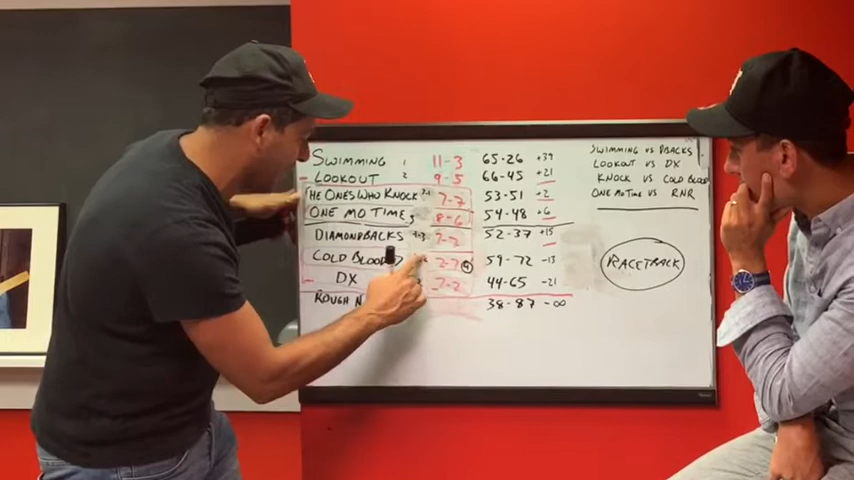 SWIMMING 1 11-3 65-26 +39
LOOKOUT 2 9-5 66-45 +21
HE ONES WHO KNOCK 7-7 53-51 +2
ONE MO TIME 8-6 54-48 +6
DIAMONDBACKS 7-7 52-37 +15
COLD BLOO 4 7-7 59-72 -13
DX 7-7 44-65 -21
ROUGH N 38-87 -∞
SWIMMING VS DBACKS
LOOKOUT VS DX
KNOCK VS COLD BLOOD
ONE MO TIME VS RNR
RACETRACK